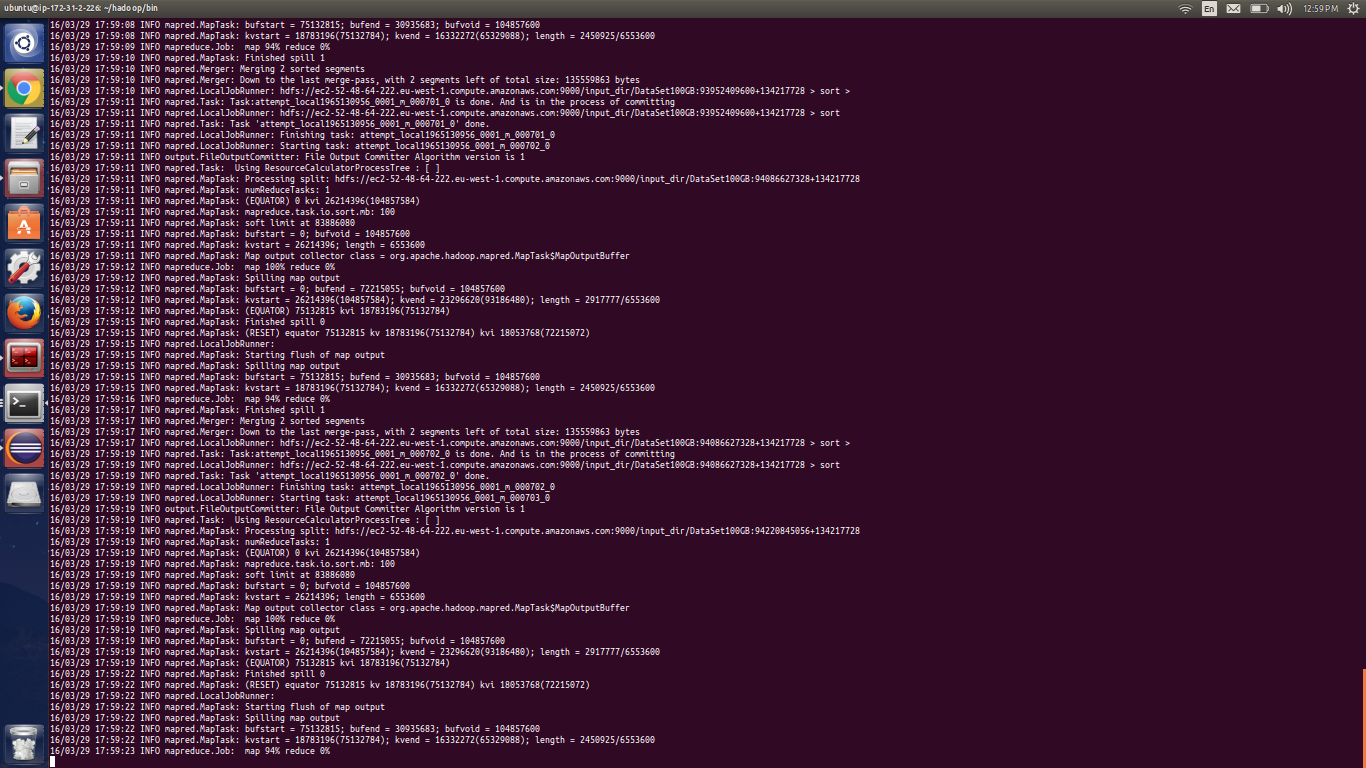 ubuntu@ip-172-31-2-226: ~/hadoop/bin
En
12:59 PM
16/03/29 17:59:08 INFO mapred.MapTask: bufstart = 75132815; bufend = 30935683; bufvoid = 104857600
16/03/29 17:59:08 INFO mapred.MapTask: kvstart = 18783196(75132784); kvend = 16332272(65329088); length = 2450925/6553600
16/03/29 17:59:09 INFO mapreduce.Job:  map 94% reduce 0%
16/03/29 17:59:10 INFO mapred.MapTask: Finished spill 1
16/03/29 17:59:10 INFO mapred.Merger: Merging 2 sorted segments
16/03/29 17:59:10 INFO mapred.Merger: Down to the last merge-pass, with 2 segments left of total size: 135559863 bytes
16/03/29 17:59:10 INFO mapred.LocalJobRunner: hdfs://ec2-52-48-64-222.eu-west-1.compute.amazonaws.com:9000/input_dir/DataSet100GB:93952409600+134217728 > sort >
16/03/29 17:59:11 INFO mapred.Task: Task:attempt_local1965130956_0001_m_000701_0 is done. And is in the process of committing
16/03/29 17:59:11 INFO mapred.LocalJobRunner: hdfs://ec2-52-48-64-222.eu-west-1.compute.amazonaws.com:9000/input_dir/DataSet100GB:93952409600+134217728 > sort
16/03/29 17:59:11 INFO mapred.Task: Task 'attempt_local1965130956_0001_m_000701_0' done.
16/03/29 17:59:11 INFO mapred.LocalJobRunner: Finishing task: attempt_local1965130956_0001_m_000701_0
16/03/29 17:59:11 INFO mapred.LocalJobRunner: Starting task: attempt_local1965130956_0001_m_000702_0
16/03/29 17:59:11 INFO output.FileOutputCommitter: File Output Committer Algorithm version is 1
16/03/29 17:59:11 INFO mapred.Task:  Using ResourceCalculatorProcessTree : [ ]
16/03/29 17:59:11 INFO mapred.MapTask: Processing split: hdfs://ec2-52-48-64-222.eu-west-1.compute.amazonaws.com:9000/input_dir/DataSet100GB:94086627328+134217728
16/03/29 17:59:11 INFO mapred.MapTask: numReduceTasks: 1
16/03/29 17:59:11 INFO mapred.MapTask: (EQUATOR) 0 kvi 26214396(104857584)
16/03/29 17:59:11 INFO mapred.MapTask: mapreduce.task.io.sort.mb: 100
16/03/29 17:59:11 INFO mapred.MapTask: soft limit at 83886080
16/03/29 17:59:11 INFO mapred.MapTask: bufstart = 0; bufvoid = 104857600
16/03/29 17:59:11 INFO mapred.MapTask: kvstart = 26214396; length = 6553600
16/03/29 17:59:11 INFO mapred.MapTask: Map output collector class = org.apache.hadoop.mapred.MapTask$MapOutputBuffer
16/03/29 17:59:12 INFO mapreduce.Job:  map 100% reduce 0%
16/03/29 17:59:12 INFO mapred.MapTask: Spilling map output
16/03/29 17:59:12 INFO mapred.MapTask: bufstart = 0; bufend = 72215055; bufvoid = 104857600
16/03/29 17:59:12 INFO mapred.MapTask: kvstart = 26214396(104857584); kvend = 23296620(93186480); length = 2917777/6553600
16/03/29 17:59:12 INFO mapred.MapTask: (EQUATOR) 75132815 kvi 18783196(75132784)
16/03/29 17:59:15 INFO mapred.MapTask: Finished spill 0
16/03/29 17:59:15 INFO mapred.MapTask: (RESET) equator 75132815 kv 18783196(75132784) kvi 18053768(72215072)
16/03/29 17:59:15 INFO mapred.LocalJobRunner:
16/03/29 17:59:15 INFO mapred.MapTask: Starting flush of map output
16/03/29 17:59:15 INFO mapred.MapTask: Spilling map output
16/03/29 17:59:15 INFO mapred.MapTask: bufstart = 75132815; bufend = 30935683; bufvoid = 104857600
16/03/29 17:59:15 INFO mapred.MapTask: kvstart = 18783196(75132784); kvend = 16332272(65329088); length = 2450925/6553600
16/03/29 17:59:16 INFO mapreduce.Job:  map 94% reduce 0%
16/03/29 17:59:17 INFO mapred.MapTask: Finished spill 1
16/03/29 17:59:17 INFO mapred.Merger: Merging 2 sorted segments
16/03/29 17:59:17 INFO mapred.Merger: Down to the last merge-pass, with 2 segments left of total size: 135559863 bytes
16/03/29 17:59:17 INFO mapred.LocalJobRunner: hdfs://ec2-52-48-64-222.eu-west-1.compute.amazonaws.com:9000/input_dir/DataSet100GB:94086627328+134217728 > sort >
16/03/29 17:59:19 INFO mapred.Task: Task:attempt_local1965130956_0001_m_000702_0 is done. And is in the process of committing
16/03/29 17:59:19 INFO mapred.LocalJobRunner: hdfs://ec2-52-48-64-222.eu-west-1.compute.amazonaws.com:9000/input_dir/DataSet100GB:94086627328+134217728 > sort
16/03/29 17:59:19 INFO mapred.Task: Task 'attempt_local1965130956_0001_m_000702_0' done.
16/03/29 17:59:19 INFO mapred.LocalJobRunner: Finishing task: attempt_local1965130956_0001_m_000702_0
16/03/29 17:59:19 INFO mapred.LocalJobRunner: Starting task: attempt_local1965130956_0001_m_000703_0
16/03/29 17:59:19 INFO output.FileOutputCommitter: File Output Committer Algorithm version is 1
16/03/29 17:59:19 INFO mapred.Task:  Using ResourceCalculatorProcessTree : [ ]
16/03/29 17:59:19 INFO mapred.MapTask: Processing split: hdfs://ec2-52-48-64-222.eu-west-1.compute.amazonaws.com:9000/input_dir/DataSet100GB:94220845056+134217728
16/03/29 17:59:19 INFO mapred.MapTask: numReduceTasks: 1
16/03/29 17:59:19 INFO mapred.MapTask: (EQUATOR) 0 kvi 26214396(104857584)
16/03/29 17:59:19 INFO mapred.MapTask: mapreduce.task.io.sort.mb: 100
16/03/29 17:59:19 INFO mapred.MapTask: soft limit at 83886080
16/03/29 17:59:19 INFO mapred.MapTask: bufstart = 0; bufvoid = 104857600
16/03/29 17:59:19 INFO mapred.MapTask: kvstart = 26214396; length = 6553600
16/03/29 17:59:19 INFO mapred.MapTask: Map output collector class = org.apache.hadoop.mapred.MapTask$MapOutputBuffer
16/03/29 17:59:19 INFO mapreduce.Job:  map 100% reduce 0%
16/03/29 17:59:19 INFO mapred.MapTask: Spilling map output
16/03/29 17:59:19 INFO mapred.MapTask: bufstart = 0; bufend = 72215055; bufvoid = 104857600
16/03/29 17:59:19 INFO mapred.MapTask: kvstart = 26214396(104857584); kvend = 23296620(93186480); length = 2917777/6553600
16/03/29 17:59:19 INFO mapred.MapTask: (EQUATOR) 75132815 kvi 18783196(75132784)
16/03/29 17:59:22 INFO mapred.MapTask: Finished spill 0
16/03/29 17:59:22 INFO mapred.MapTask: (RESET) equator 75132815 kv 18783196(75132784) kvi 18053768(72215072)
16/03/29 17:59:22 INFO mapred.LocalJobRunner:
16/03/29 17:59:22 INFO mapred.MapTask: Starting flush of map output
16/03/29 17:59:22 INFO mapred.MapTask: Spilling map output
16/03/29 17:59:22 INFO mapred.MapTask: bufstart = 75132815; bufend = 30935683; bufvoid = 104857600
16/03/29 17:59:22 INFO mapred.MapTask: kvstart = 18783196(75132784); kvend = 16332272(65329088); length = 2450925/6553600
16/03/29 17:59:23 INFO mapreduce.Job:  map 94% reduce 0%